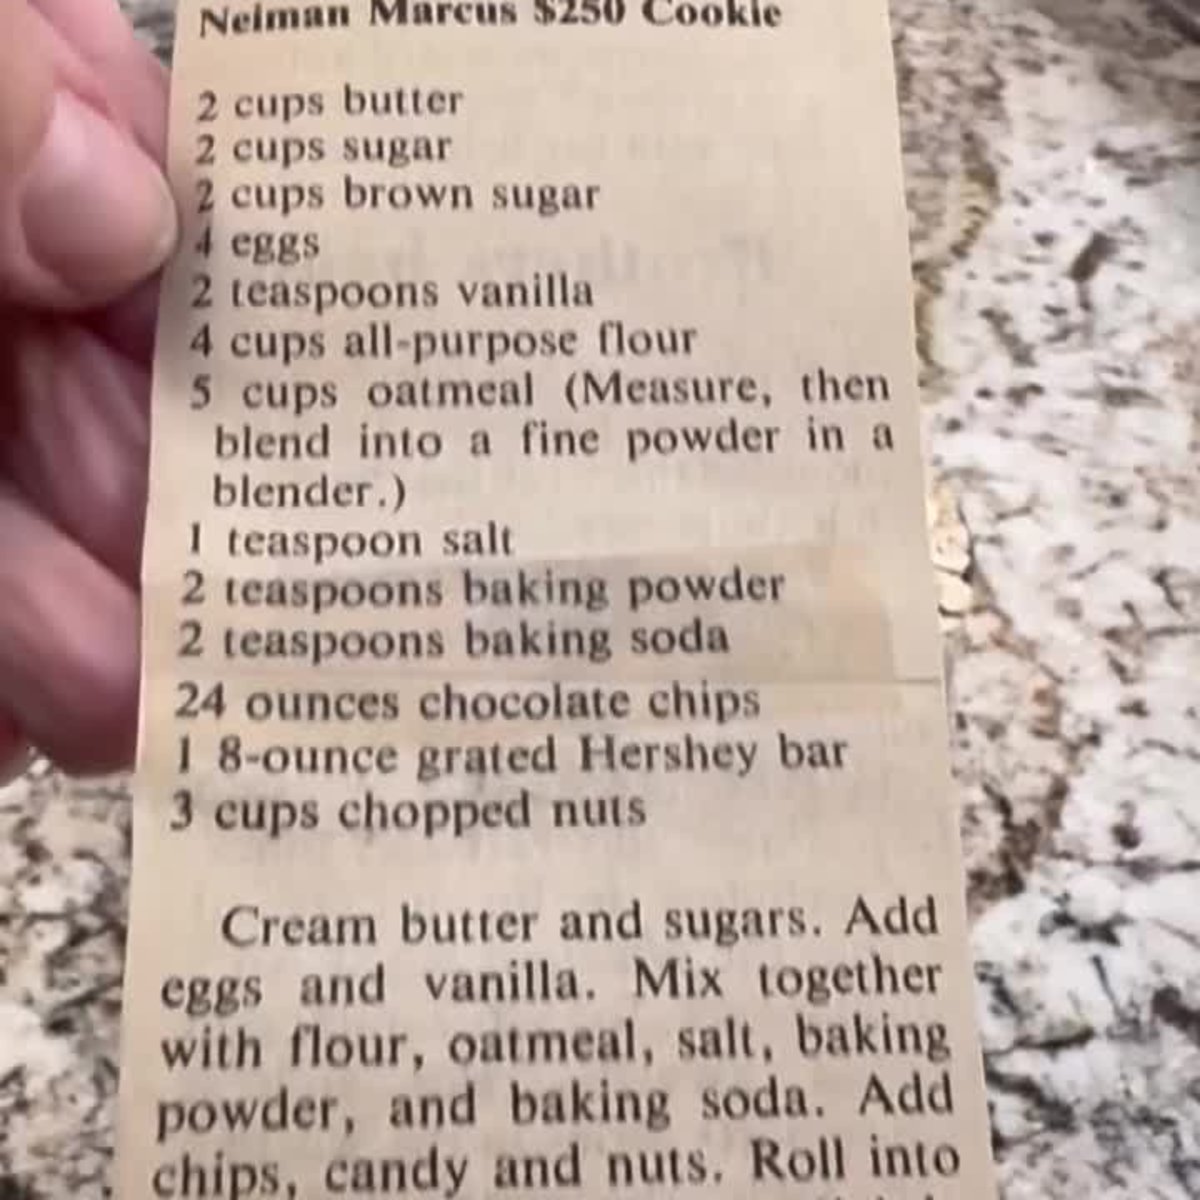 Neiman Marcus $250 Cookie
2 cups butter
2 cups sugar
2 cups brown sugar
4 eggs
2 teaspoons vanilla
4 cups all-purpose flour
5 cups oatmeal (Measure, then
blend into a fine powder in a
blender.)
1 teaspoon salt
2 teaspoons baking powder
2 teaspoons baking soda
24 ounces chocolate chips
1 8-ounce grated Hershey bar
3 cups chopped nuts
Cream butter and sugars. Add
eggs and vanilla. Mix together
with flour, oatmeal, salt, baking
powder, and baking soda. Add
chips, candy and nuts. Roll into